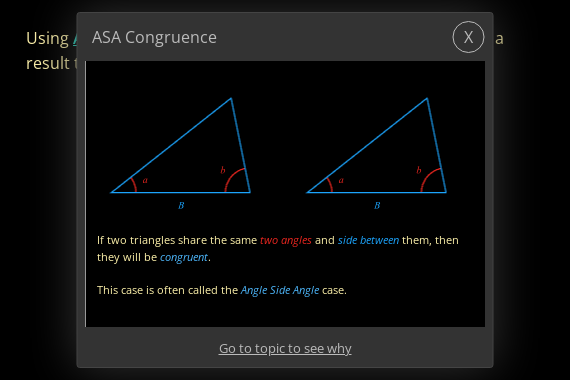 Using
a
result
ASA Congruence
X
a
b
B
a
b
B
If two triangles share the same two angles and side between them, then
they will be congruent.
This case is often called the Angle Side Angle case.
Go to topic to see why